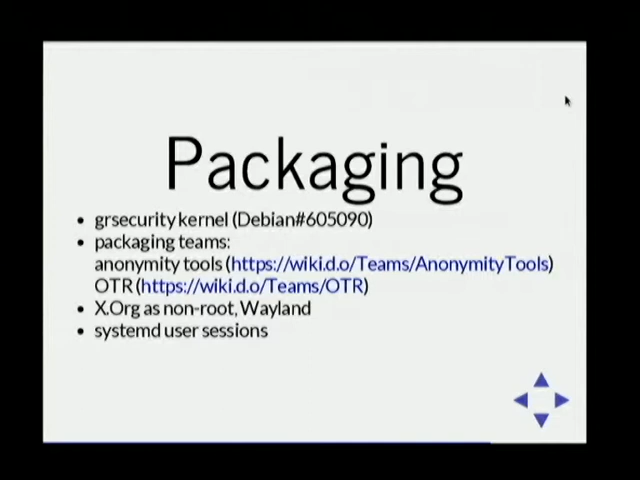 Packaging
• grsecurity kernel (Debian#605090)
• packaging teams:
anonymity tools (https://wiki.d.o/Teams/AnonymityTools)
OTR (https://wiki.d.o/Teams/OTR)
• X.Org as non-root, Wayland
• systemd user sessions